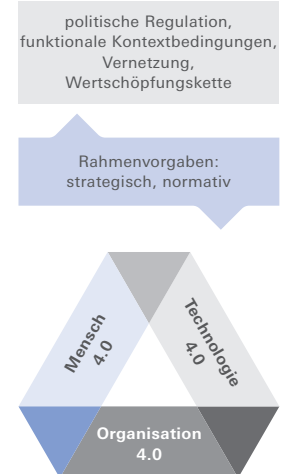 politische Regulation,
funktionale Kontextbedingungen,
Vernetzung,
Wertschöpfungskette
Rahmenvorgaben:
strategisch, normativ
Mensch
4.0
Technologie
4.0
Organisation
4.0